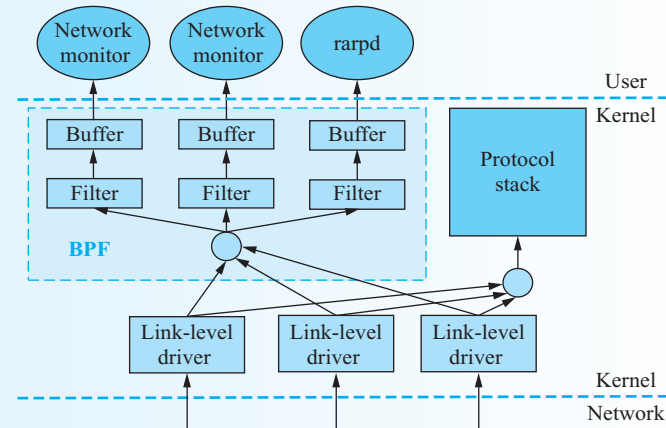 Network
monitor
Network
monitor
rarpd
User
Kernel
Buffer
Buffer
Buffer
Protocol
stack
Filter
Filter
Filter
BPF
Link-level
driver
Link-level
driver
Link-level
driver
Kernel
Network